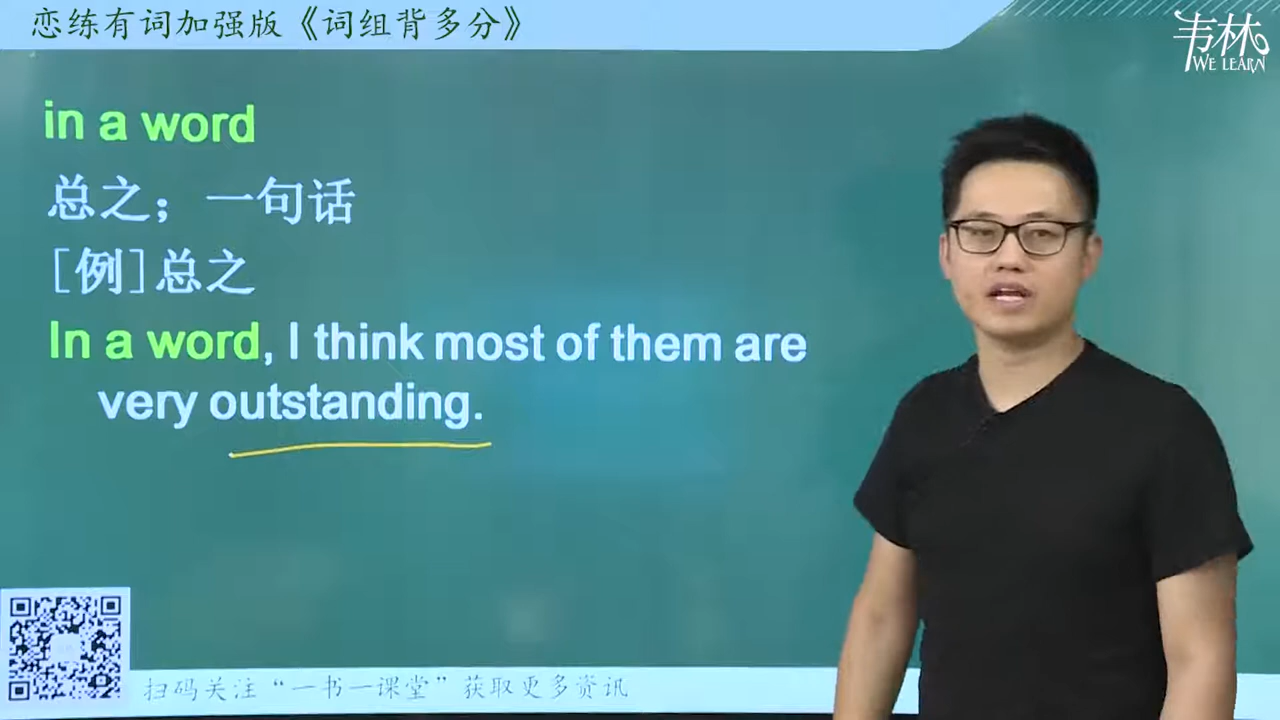 恋练有词加强版《词组背多分》
韦林
WE LEARN
in a word
总之；一句话
[例]总之
In a word, I think most of them are
very outstanding.
扫码关注“一书一课堂”获取更多资讯